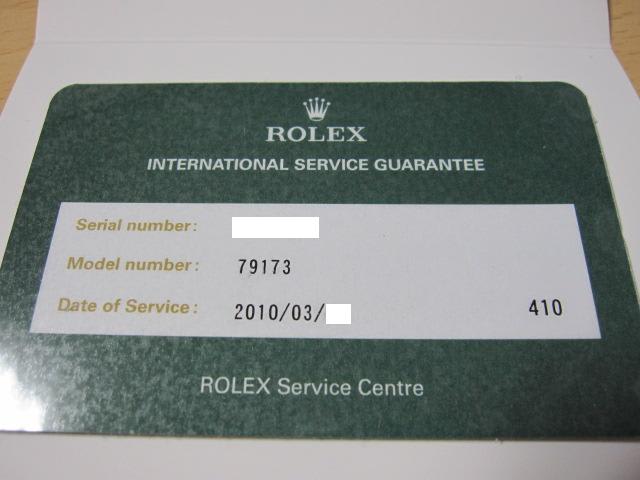 ROLEX
INTERNATIONAL SERVICE GUARANTEE
Serial number:
Model number: 79173
Date of Service: 2010/03/ 410
ROLEX Service Centre